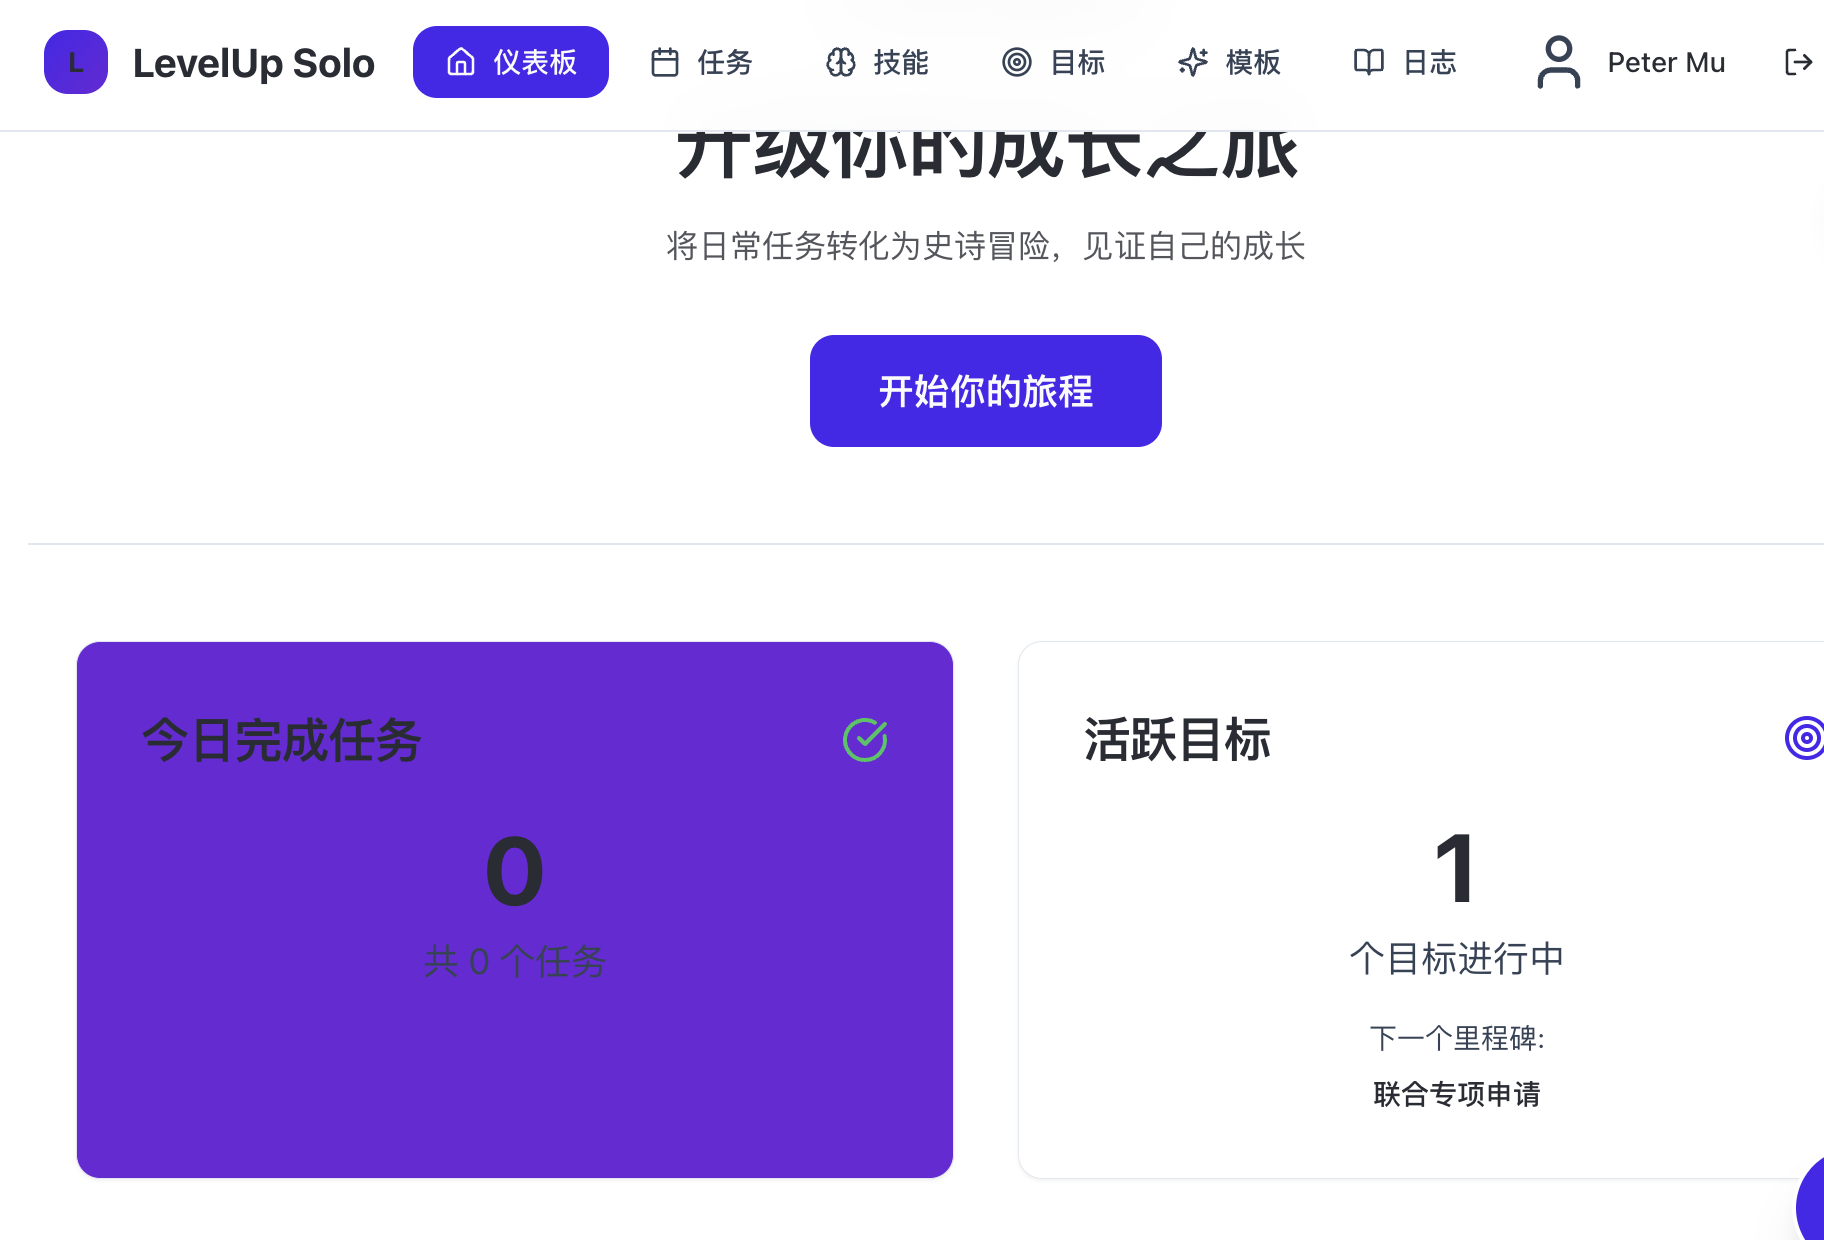 L LevelUp Solo 仪表板 任务 技能 目标 模板 日志 Peter Mu
升级你的成长之旅
将日常任务转化为史诗冒险，见证自己的成长
开始你的旅程
今日完成任务
0
共 0 个任务
活跃目标
1
个目标进行中
下一个里程碑:
联合专项申请